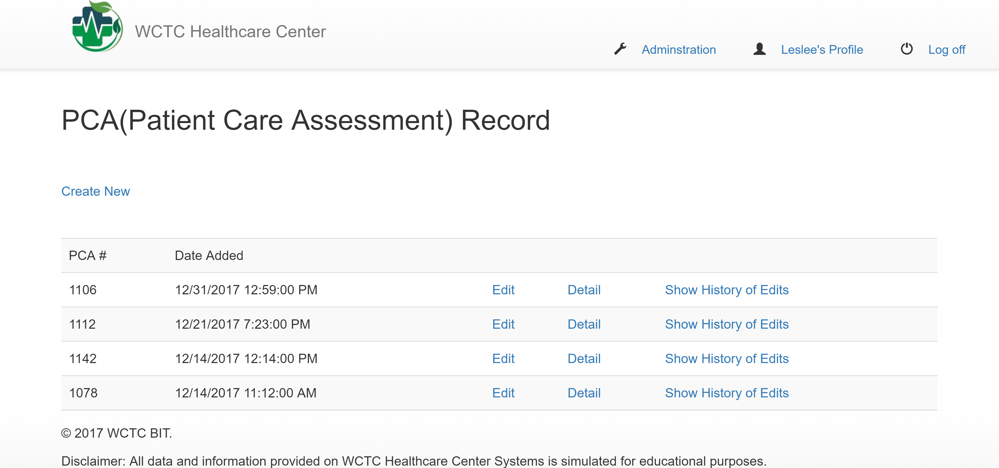 WCTC Healthcare Center
Adminstration Leslee's Profile Log off
PCA(Patient Care Assessment) Record
Create New
PCA # Date Added
1106 12/31/2017 12:59:00 PM Edit Detail Show History of Edits
1112 12/21/2017 7:23:00 PM Edit Detail Show History of Edits
1142 12/14/2017 12:14:00 PM Edit Detail Show History of Edits
1078 12/14/2017 11:12:00 AM Edit Detail Show History of Edits
© 2017 WCTC BIT.
Disclaimer: All data and information provided on WCTC Healthcare Center Systems is simulated for educational purposes.